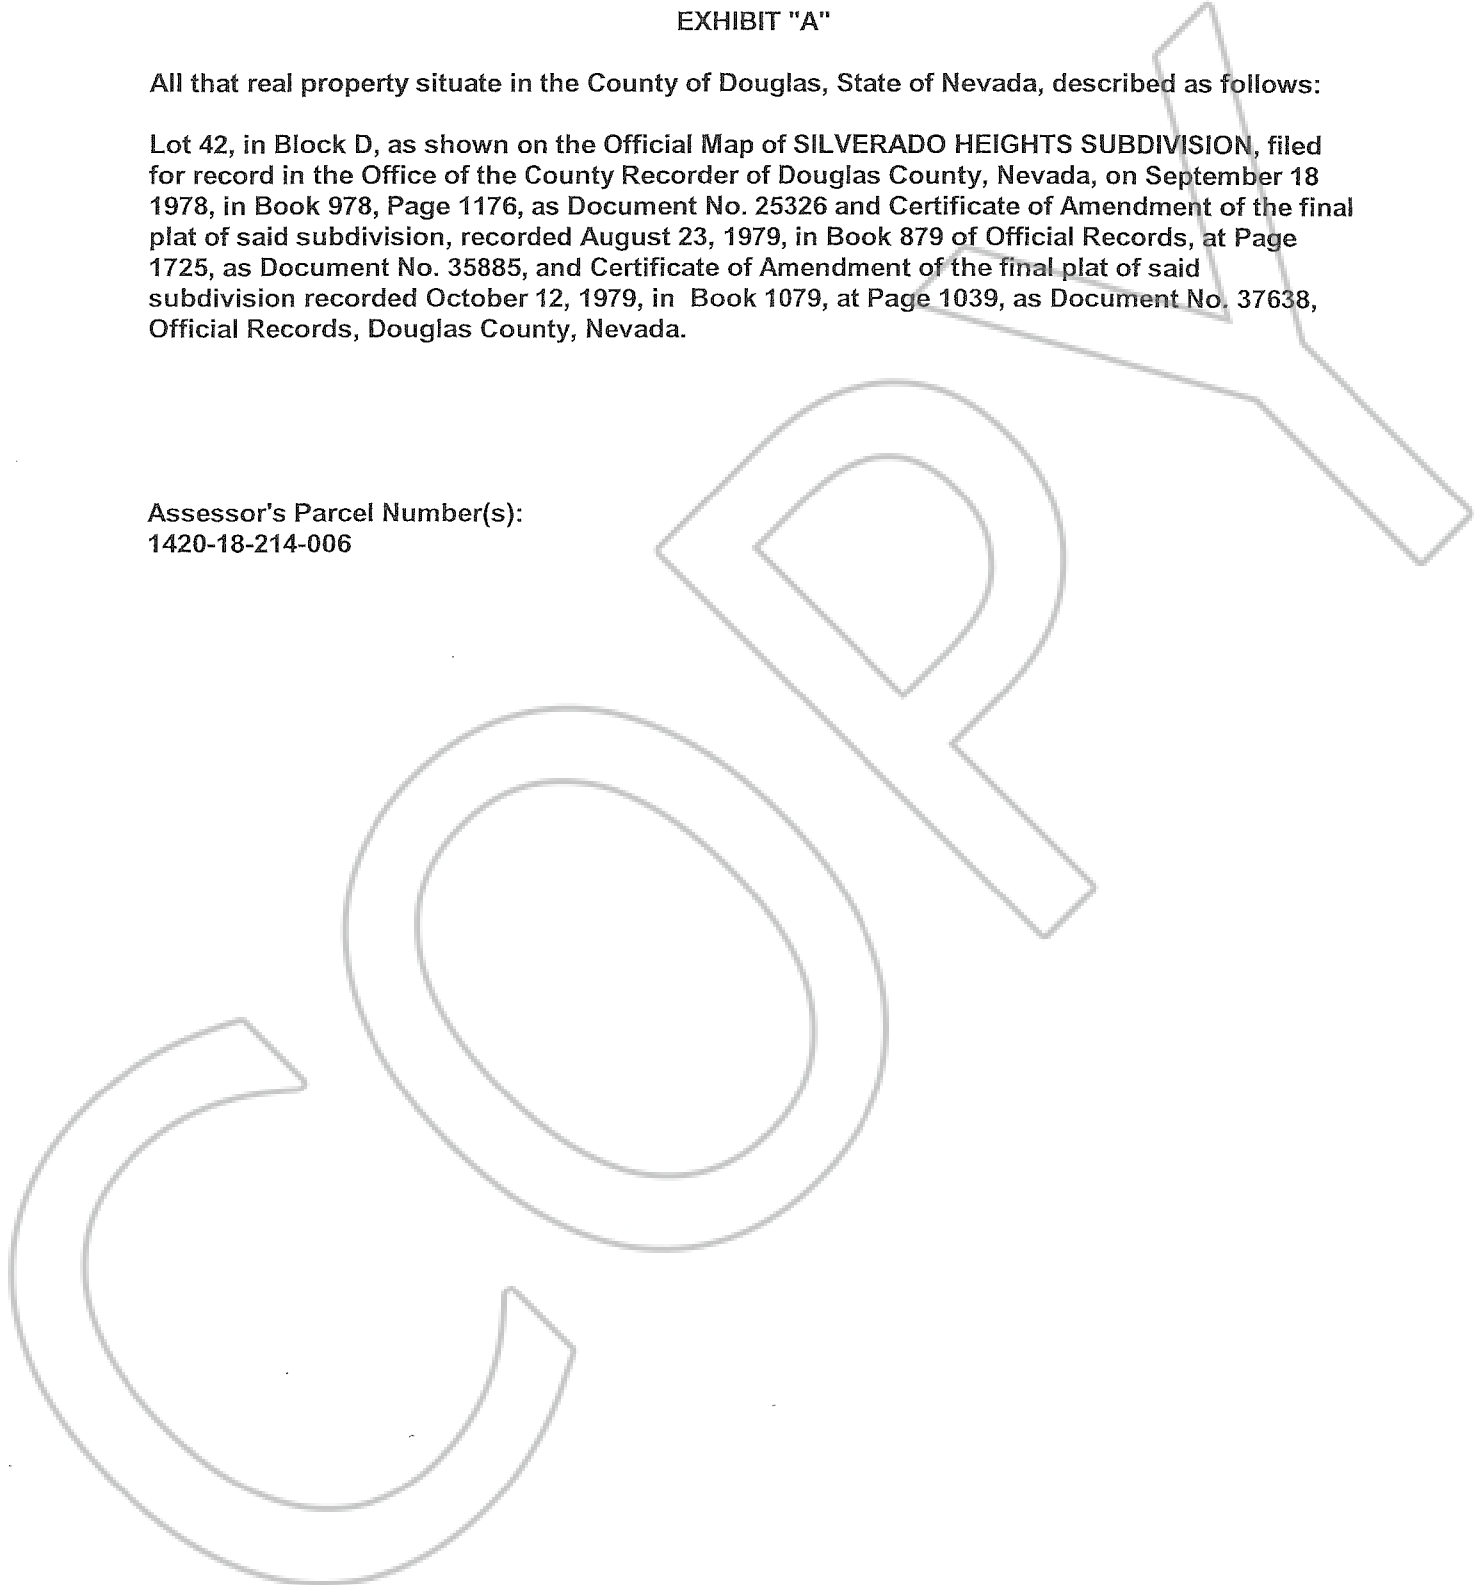 EXHIBIT "A"
All that real property situate in the County of Douglas, State of Nevada, described as follows:
Lot 42, in Block D, as shown on the Official Map of SILVERADO HEIGHTS SUBDIVISION, filed
for record in the Office of the County Recorder of Douglas County, Nevada, on September 18
1978, in Book 978, Page 1176, as Document No. 25326 and Certificate of Amendment of the final
plat of said subdivision, recorded August 23, 1979, in Book 879 of Official Records, at Page
1725, as Document No. 35885, and Certificate of Amendment of the final plat of said
subdivision recorded October 12, 1979, in  Book 1079, at Page 1039, as Document No. 37638,
Official Records, Douglas County, Nevada.
Assessor's Parcel Number(s):
1420-18-214-006
COPY